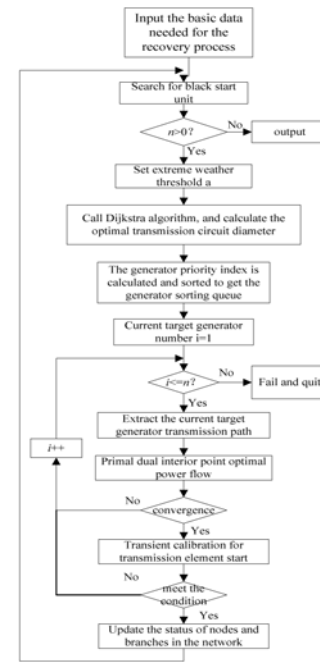 Input the basic data
needed for the
recovery process
Search for black start
unit
n>0?
No
output
Yes
Set extreme weather
threshold a
Call Dijkstra algorithm, and calculate the
optimal transmission circuit diameter
The generator priority index is
calculated and sorted to get the
generator sorting queue
Current target generator
number i=1
i<=n?
No
Fail and quit
Yes
Extract the current target
generator transmission path
i++
Primal dual interior point optimal
power flow
No
convergence
Yes
Transient calibration for
transmission element start
No
meet the
condition
Yes
Update the status of nodes and
branches in the network